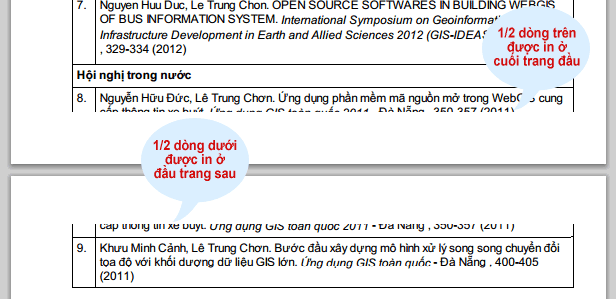 7. Nguyen Huu Duc, Le Trung Chon. OPEN SOURCE SOFTWARES IN BUILDING WEBGIS
OF BUS INFORMATION SYSTEM. International Symposium on Geoinformati
Infrastructure Development in Earth and Allied Sciences 2012 (GIS-IDEAS
, 329-334 (2012)
1/2 dòng trên
được in ở
cuối trang đầu
Hội nghị trong nước
8. Nguyễn Hữu Đức, Lê Trung Chơn. Ứng dụng phần mềm mã nguồn mở trong WebGIS cung
cấp thông tin xe buýt. Ứng dụng GIS toàn quốc 2011 - Đà Nẵng , 350-357 (2011)
1/2 dòng dưới
được in ở
đầu trang sau
cấp thông tin xe buýt. Ứng dụng GIS toàn quốc 2011 - Đà Nẵng , 350-357 (2011)
9. Khưu Minh Cảnh, Lê Trung Chơn. Bước đầu xây dựng mô hình xử lý song song chuyển đổi
tọa độ với khối dượng dữ liệu GIS lớn. Ứng dụng GIS toàn quốc - Đà Nẵng , 400-405
(2011)